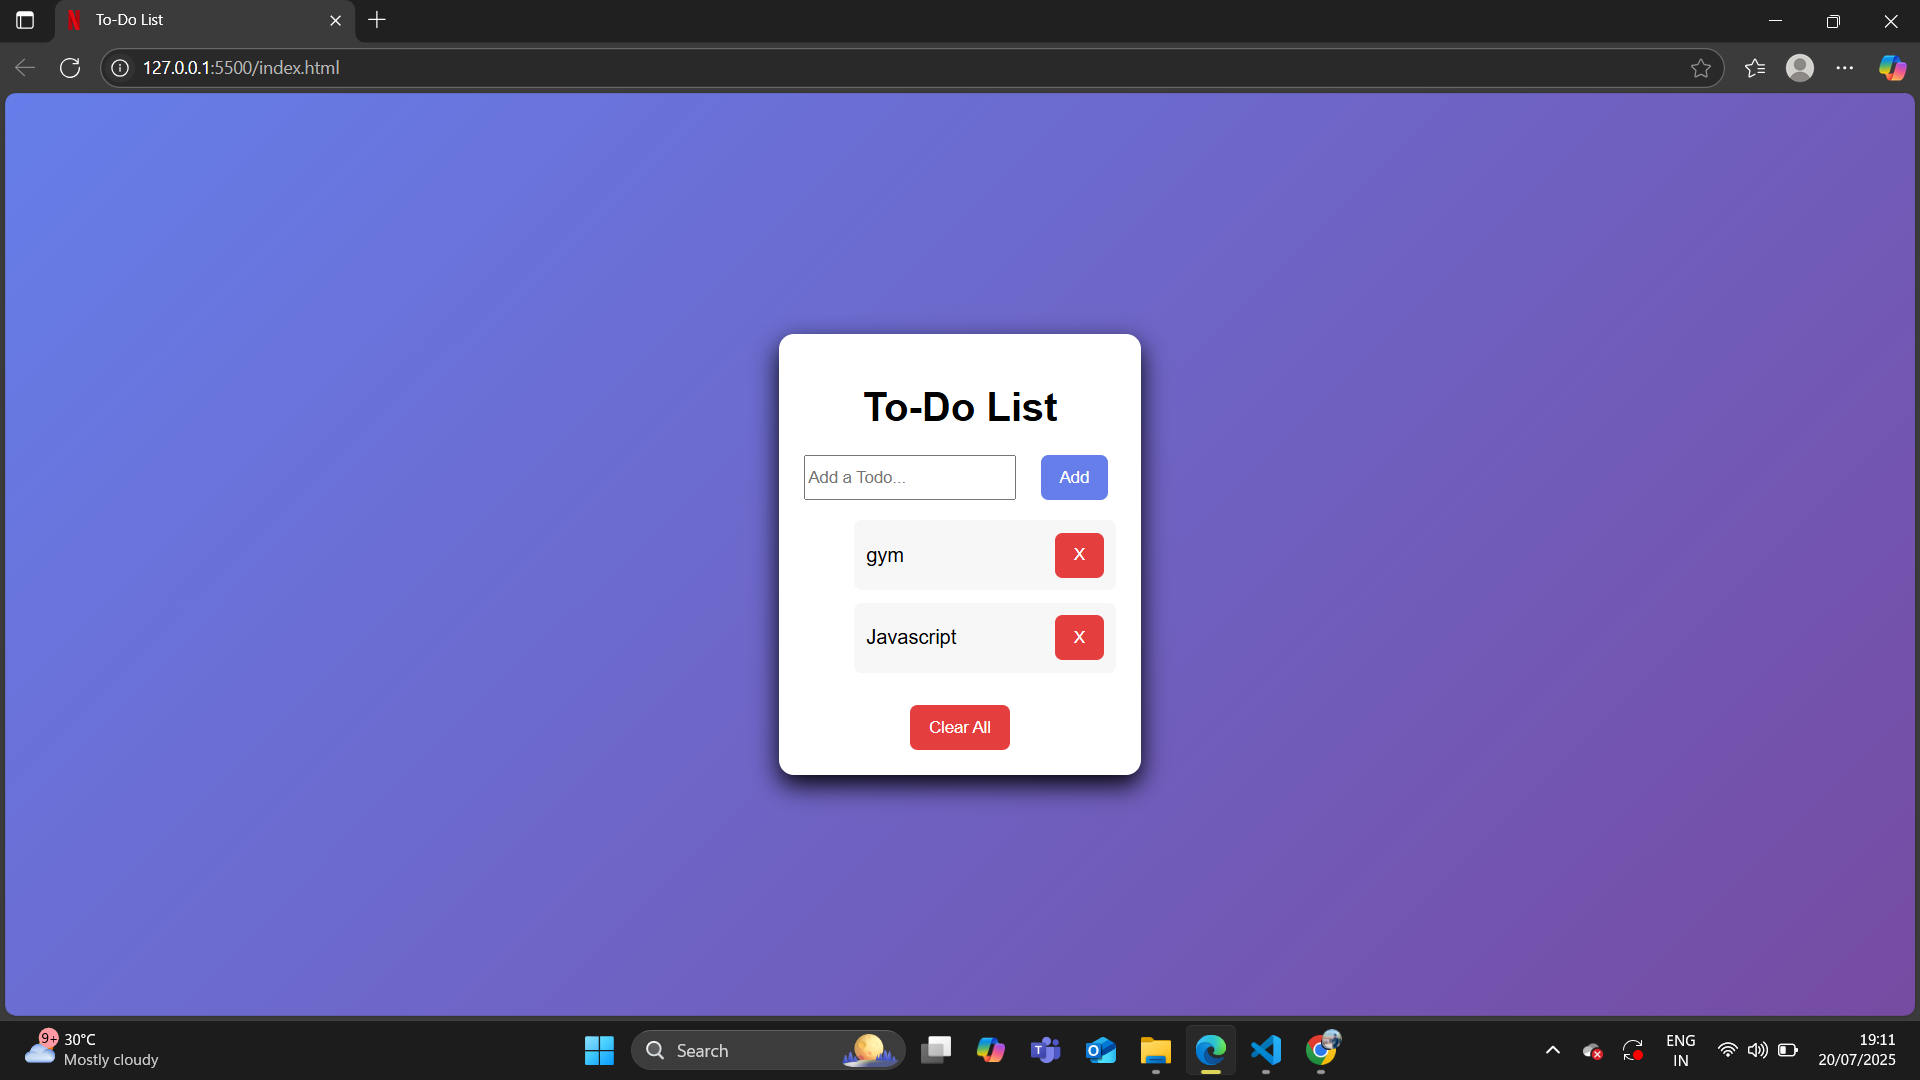 To-Do List
127.0.0.1:5500/index.html
To-Do List
Add a Todo...
Add
gym
X
Javascript
X
Clear All
9+
30°C
Mostly cloudy
Search
ENG
IN
19:11
20/07/2025